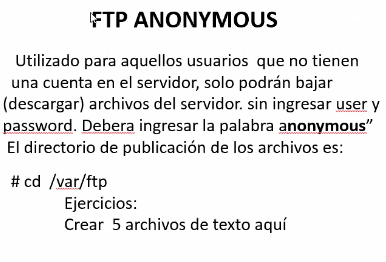 FTP ANONYMOUS
Utilizado para aquellos usuarios que no tienen
una cuenta en el servidor, solo podrán bajar
(descargar) archivos del servidor. sin ingresar user y
password. Debera ingresar la palabra anonymous”
El directorio de publicación de los archivos es:
# cd /var/ftp
Ejercicios:
Crear 5 archivos de texto aquí